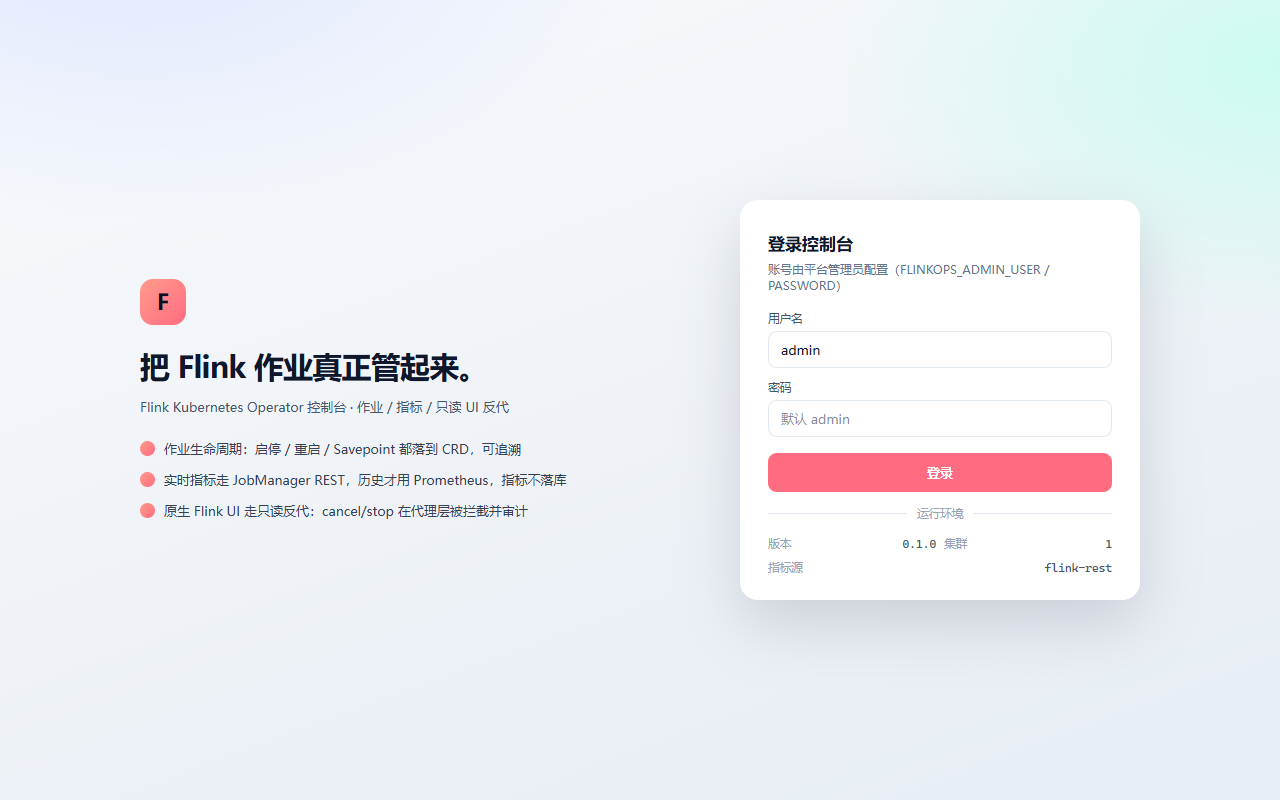 F
把 Flink 作业真正管起来。
Flink Kubernetes Operator 控制台 · 作业 / 指标 / 只读 UI 反代
作业生命周期：启停 / 重启 / Savepoint 都落到 CRD，可追溯
实时指标走 JobManager REST，历史才用 Prometheus，指标不落库
原生 Flink UI 走只读反代：cancel/stop 在代理层被拦截并审计
登录控制台
账号由平台管理员配置（FLINKOPS_ADMIN_USER /
PASSWORD）
用户名
admin
密码
默认 admin
登录
运行环境
版本 0.1.0 集群 1
指标源 flink-rest